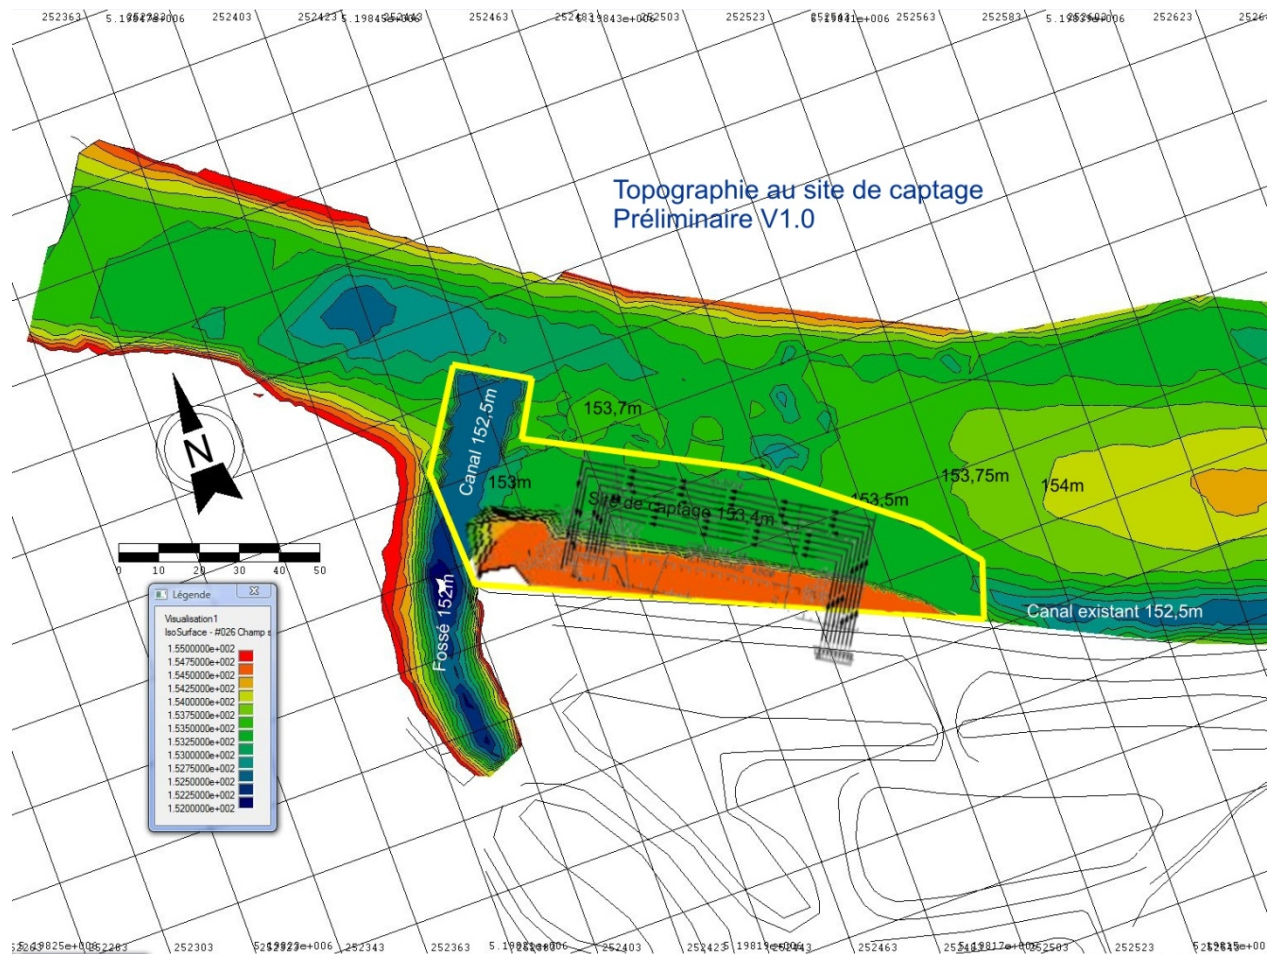 252363
252403
252423
252463
252503
252523
252563
252583
252623
Topographie au site de captage
Préliminaire V1.0
153,7m
Canal 152,5m
153m
Site de captage 153,4m
153,5m
153,75m
154m
N
0 10 20 30 40 50
Canal existant 152,5m
Fossé 152m
Légende
Visualisation1
IsoSurface - #026 Champ s
1.5500000e+002
1.5475000e+002
1.5450000e+002
1.5425000e+002
1.5400000e+002
1.5375000e+002
1.5350000e+002
1.5325000e+002
1.5300000e+002
1.5275000e+002
1.5250000e+002
1.5225000e+002
1.5200000e+002
252283
252303
252343
252363
252403
252423
252463
252503
252523